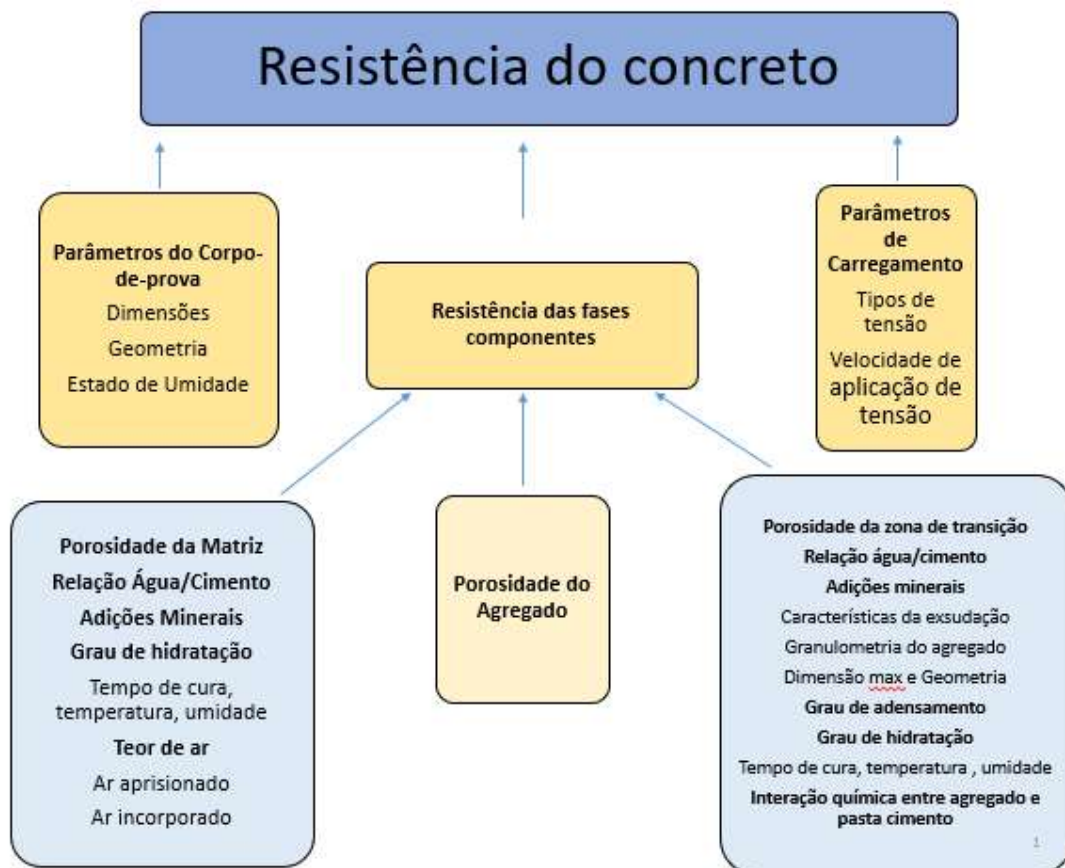 Resistência do concreto
Parâmetros do Corpo-
de-prova
Dimensões
Geometria
Estado de Umidade
Resistência das fases
componentes
Parâmetros
de
Carregamento
Tipos de
tensão
Velocidade de
aplicação de
tensão
Porosidade da Matriz
Relação Água/Cimento
Adições Minerais
Grau de hidratação
Tempo de cura,
temperatura, umidade
Teor de ar
Ar aprisionado
Ar incorporado
Porosidade do
Agregado
Porosidade da zona de transição
Relação água/cimento
Adições minerais
Características da exsudação
Granulometria do agregado
Dimensão max e Geometria
Grau de adensamento
Grau de hidratação
Tempo de cura, temperatura , umidade
Interação química entre agregado e
pasta cimento
1